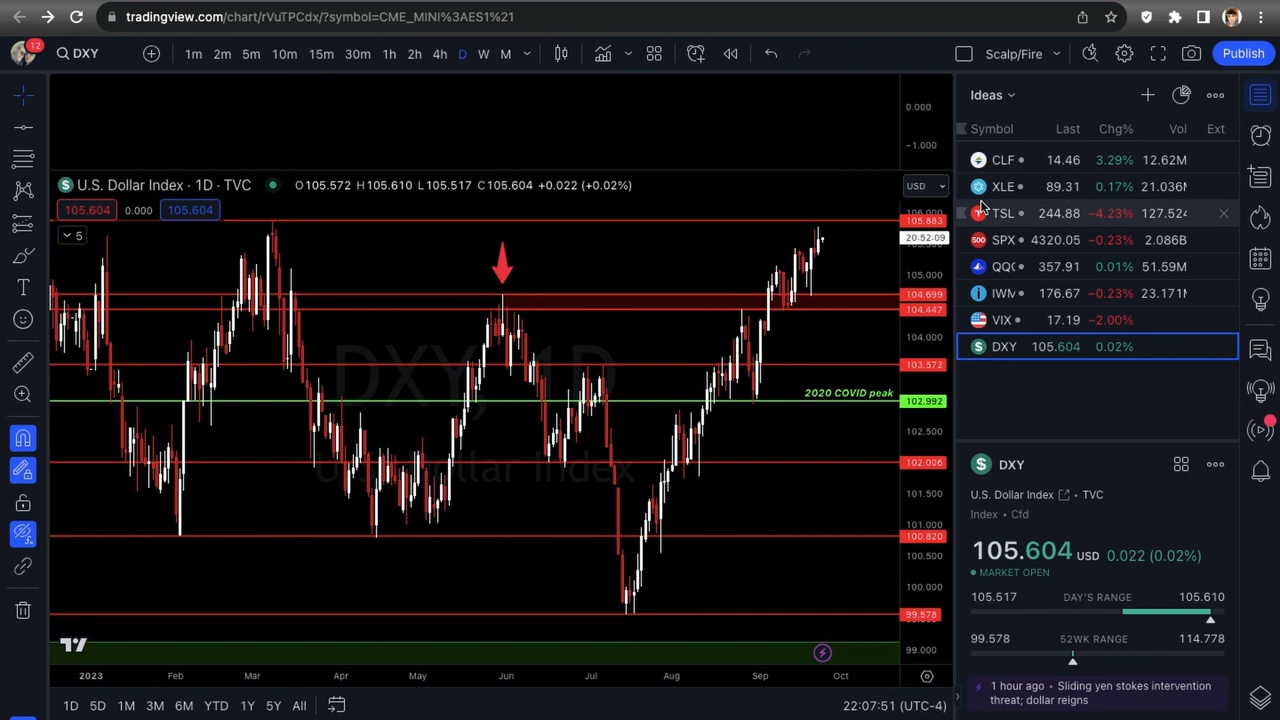 tradingview.com/chart/rVuTPCdx/?symbol=CME_MINI%3AES1%21
12 DXY 1m 2m 5m 10m 15m 30m 1h 2h 4h D W M Scalp/Fire Publish
Ideas
Symbol Last Chg% Vol Ext
CLF 14.46 3.29% 12.62M
XLE 89.31 0.17% 21.036
TSL 244.88 −4.23% 127.524
SPX 4320.05 −0.23% 2.086B
QQQ 357.91 0.01% 51.59M
IWM 176.67 −0.23% 23.171
VIX 17.19 −2.00%
DXY 105.604 0.02%
0.000
−1.000
U.S. Dollar Index · 1D · TVC O105.572 H105.610 L105.517 C105.604 +0.022 (+0.02%)
USD
105.604 0.000 105.604
5
106.000
105.883
20:52:09
105.000
104.699
104.447
104.000
103.572
2020 COVID peak 102.992
102.500
102.006
101.500
101.000
100.820
100.500
100.000
99.578
99.000
DXY, 1D
U.S. Dollar Index
2023 Feb Mar Apr May Jun Jul Aug Sep Oct
1D 5D 1M 3M 6M YTD 1Y 5Y All 22:07:51 (UTC-4)
DXY
U.S. Dollar Index • TVC
Index • Cfd
105.604 USD 0.022 (0.02%)
MARKET OPEN
105.517 DAY'S RANGE 105.610
99.578 52WK RANGE 114.778
1 hour ago • Sliding yen stokes intervention
threat; dollar reigns